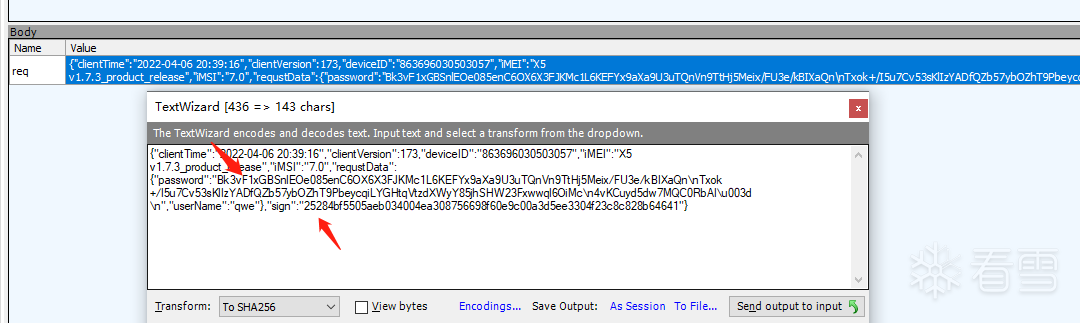 Body
Name Value
req {"clientTime":"2022-04-06 20:39:16","clientVersion":173,"deviceID":"863696030503057","iMEI":"X5
v1.7.3_product_release","iMSI":"7.0","requstData":{"password":"Bk3vF1xGBSnlEOe085enC6OX6X3FJKMc1L6KEFYx9aXa9U3uTQnVn9TtHj5Meix/FU3e/kBIXaQn\nTxok+/I5u7Cv53sKlIzYADfQZb57ybOZhT9Pbeyc
TextWizard [436 => 143 chars]
The TextWizard encodes and decodes text. Input text and select a transform from the dropdown.
{"clientTime":"2022-04-06 20:39:16","clientVersion":173,"deviceID":"863696030503057","iMEI":"X5
v1.7.3_product_release","iMSI":"7.0","requstData":
{"password":"Bk3vF1xGBSnlEOe085enC6OX6X3FJKMc1L6KEFYx9aXa9U3uTQnVn9TtHj5Meix/FU3e/kBIXaQn\nTxok
+/I5u7Cv53sKlIzYADfQZb57ybOZhT9PbeycqiLYGHtqVtzdXWyY85jhSHW23FxwwqI6OiMc\n4vKCuyd5dw7MQC0RbAI\u003d
\n","userName":"qwe"},"sign":"25284bf5505aeb034004ea308756698f60e9c00a3d5ee3304f23c8c828b64641"}
Transform: To SHA256 View bytes Encodings... Save Output: As Session To File... Send output to input
看雪